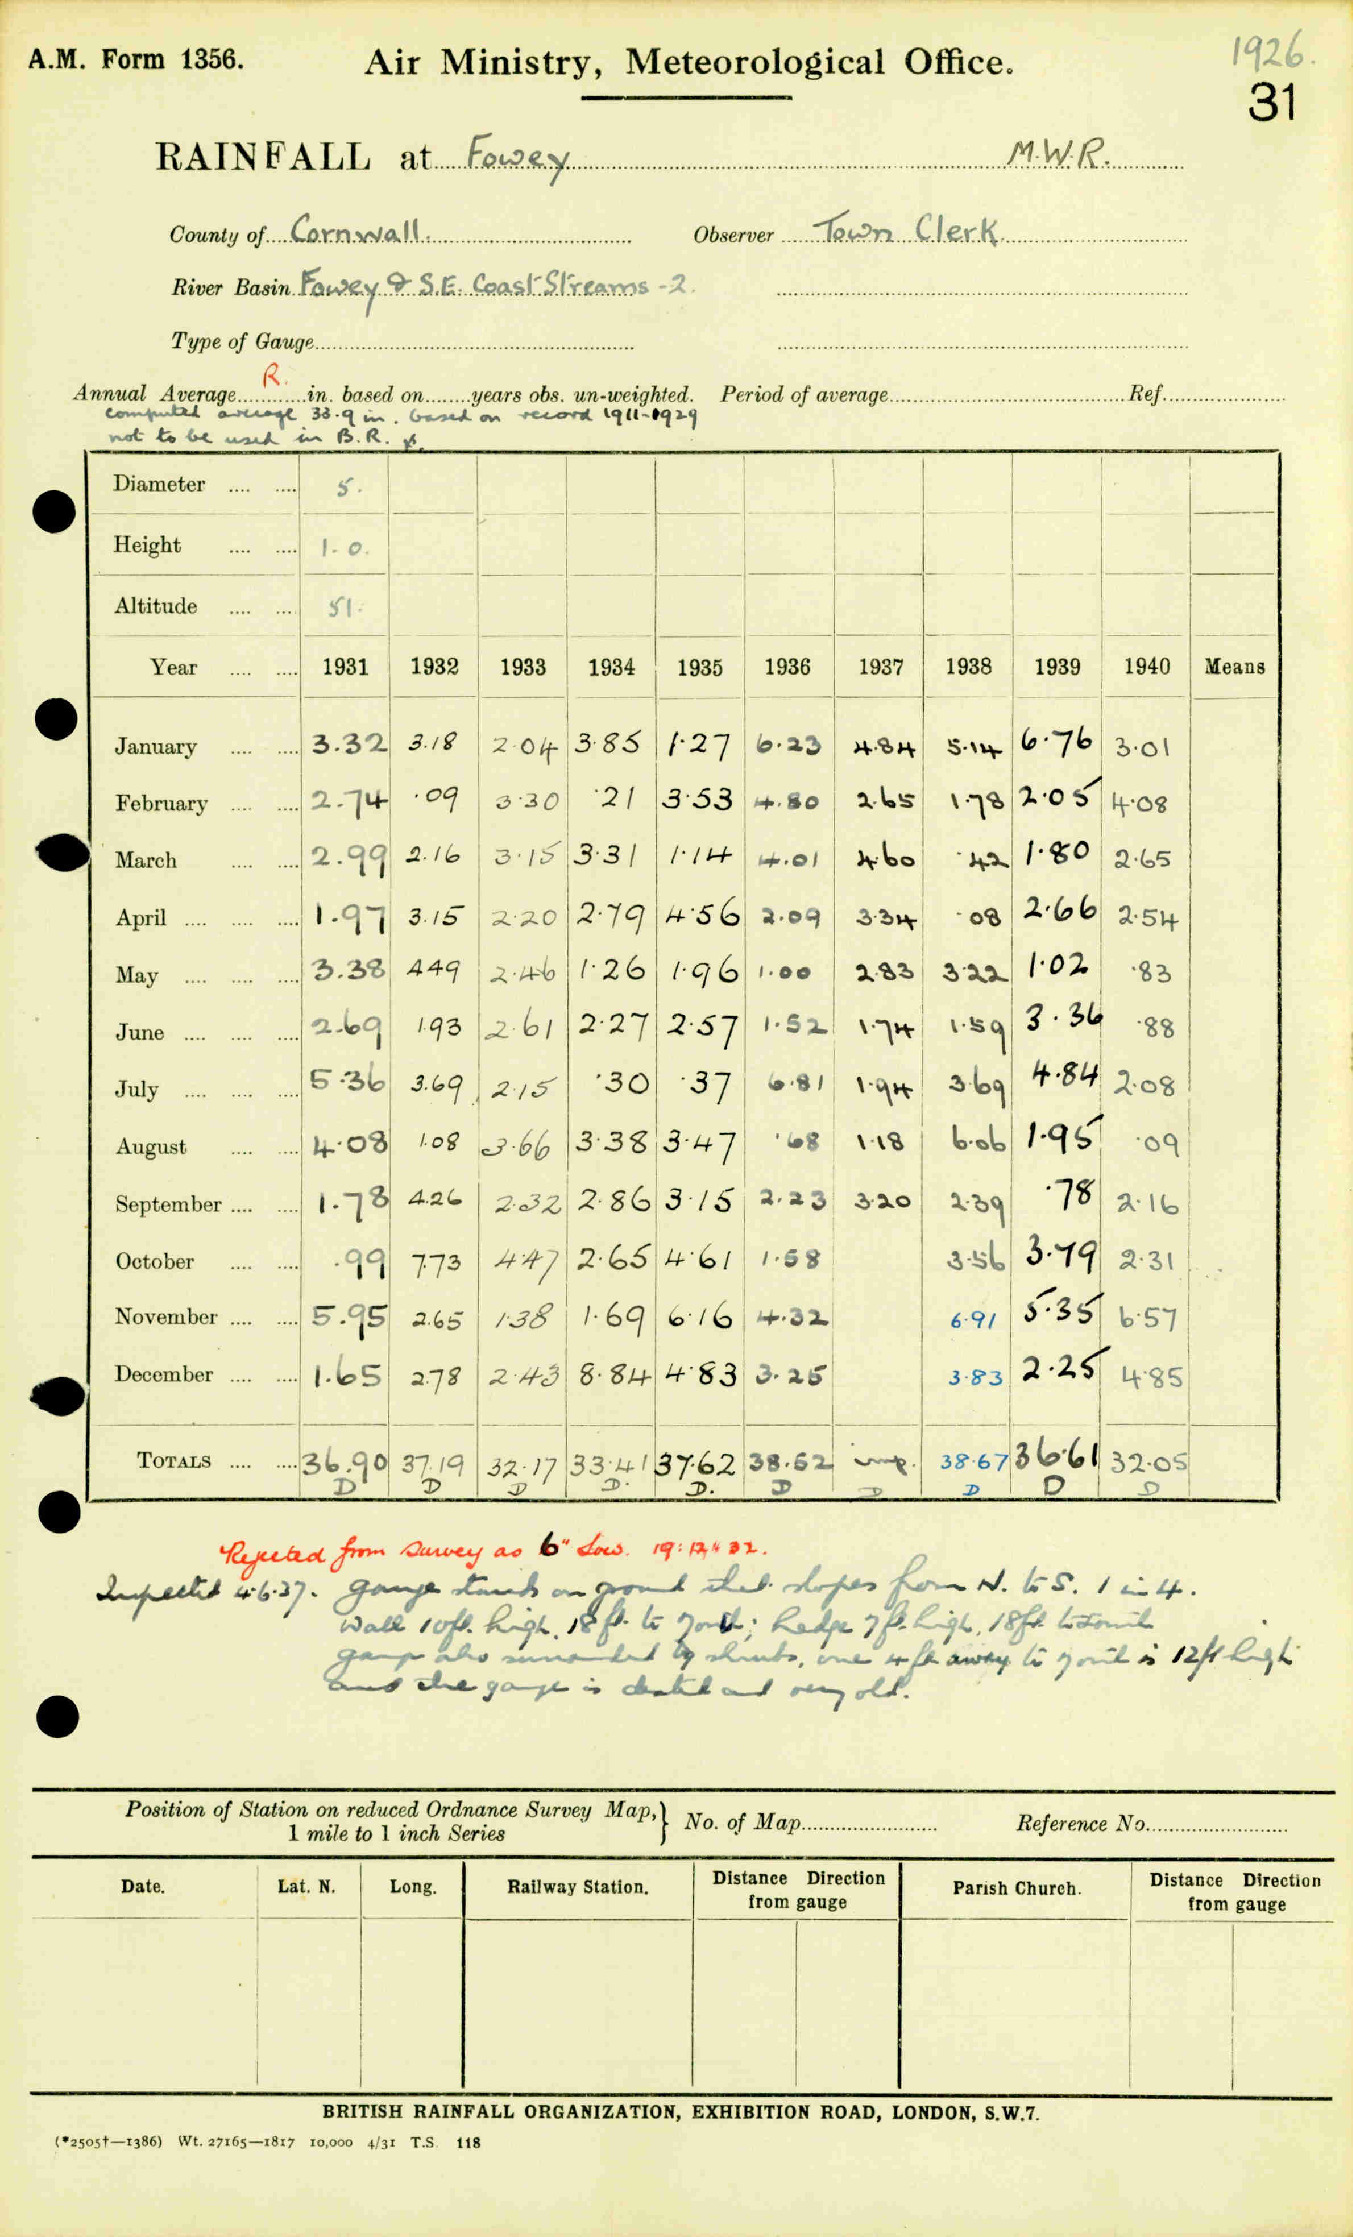 A.M. Form 1356. Air Ministry, Meteorological Office. 1926.
31
RAINFALL at Fowey M.W.R.
County of Cornwall. Observer Town Clerk
River Basin Fowey & S.E. Coast Streams - 2.
Type of Gauge
Annual Average R. in. based on years obs. un-weighted. Period of average Ref.
computed average 33.9 in. based on record 1911-1929
not to be used in B.R.
Diameter 5.
Height 1-0.
Altitude 51.
Year 1931 1932 1933 1934 1935 1936 1937 1938 1939 1940 Means
January 3.32 3.18 2.04 3.85 1.27 6.23 4.84 5.14 6.76 3.01
February 2.74 .09 3.30 .21 3.53 4.80 2.65 1.78 2.05 4.08
March 2.99 2.16 3.15 3.31 1.14 4.01 4.60 .42 1.80 2.65
April 1.97 3.15 2.20 2.79 4.56 2.09 3.34 .08 2.66 2.54
May 3.38 4.49 2.46 1.26 1.96 1.00 2.83 3.22 1.02 .83
June 2.69 1.93 2.61 2.27 2.57 1.52 1.74 1.59 3.36 .88
July 5.36 3.69 2.15 .30 .37 6.81 1.94 3.69 4.84 2.08
August 4.08 1.08 3.66 3.38 3.47 .68 1.18 6.06 1.95 .09
September 1.78 4.26 2.32 2.86 3.15 2.23 3.20 2.39 .78 2.16
October .99 7.73 4.47 2.65 4.61 1.58 3.56 3.79 2.31
November 5.95 2.65 1.38 1.69 6.16 4.32 6.91 5.35 6.57
December 1.65 2.78 2.43 8.84 4.83 3.25 3.83 2.25 4.85
TOTALS 36.90 37.19 32.17 33.41 37.62 38.52 imp. 38.67 36.61 32.05
D D D D. D. D D D D D
Rejected from Survey as 6" Low. 19:12:32.
Inspected 4.6.37. gauge stands on ground that slopes from N. to S. 1 in 4.
Wall 10ft. high, 18ft. to North; hedge 7ft. high, 18ft to South
gauge also surrounded by shrubs, one 4ft away to North is 12ft high
and the gauge is dented and very old.
Position of Station on reduced Ordnance Survey Map, 1 mile to 1 inch Series } No. of Map Reference No.
Date. Lat. N. Long. Railway Station. Distance Direction from gauge Parish Church. Distance Direction from gauge
BRITISH RAINFALL ORGANIZATION, EXHIBITION ROAD, LONDON, S.W.7.
(*2505†—1386) Wt. 27165—1817 10,000 4/31 T.S. 118